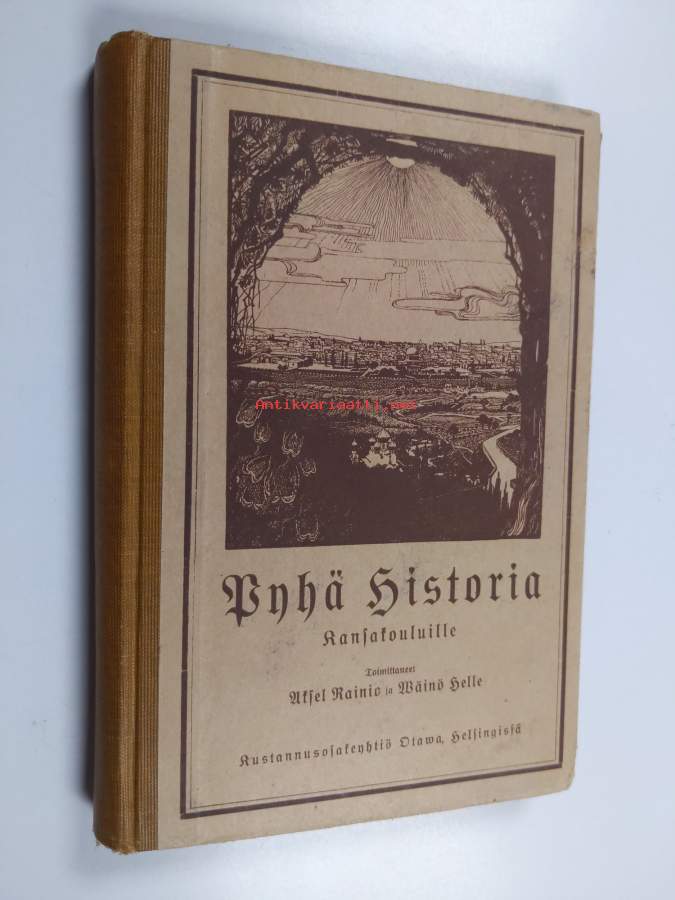 Antikvariaatti.net
Pyhä Historia
Kansakouluille
Toimittaneet
Aksel Rainio ja Wäinö Helle
Kustannusosakeyhtiö Otawa, Helsingissä